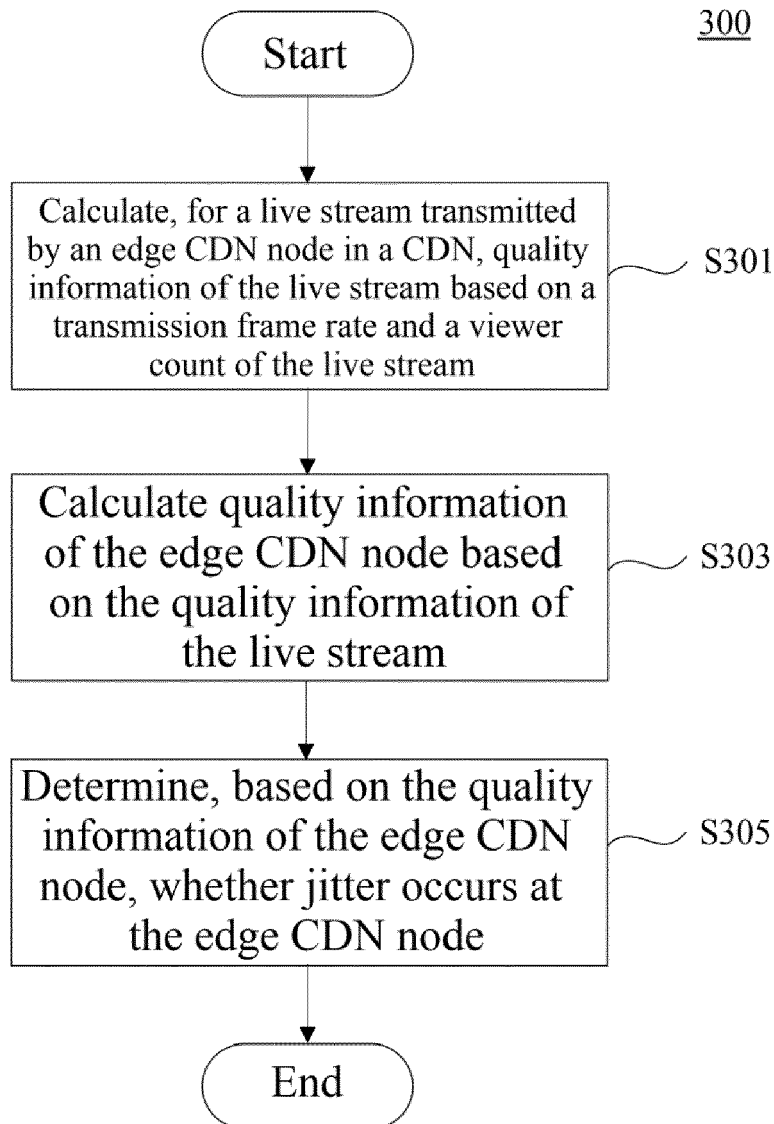 300
Start
Calculate, for a live stream transmitted
by an edge CDN node in a CDN, quality
information of the live stream based on a
transmission frame rate and a viewer
count of the live stream
S301
Calculate quality information
of the edge CDN node based
on the quality information of
the live stream
S303
Determine, based on the quality
information of the edge CDN
node, whether jitter occurs at
the edge CDN node
S305
End